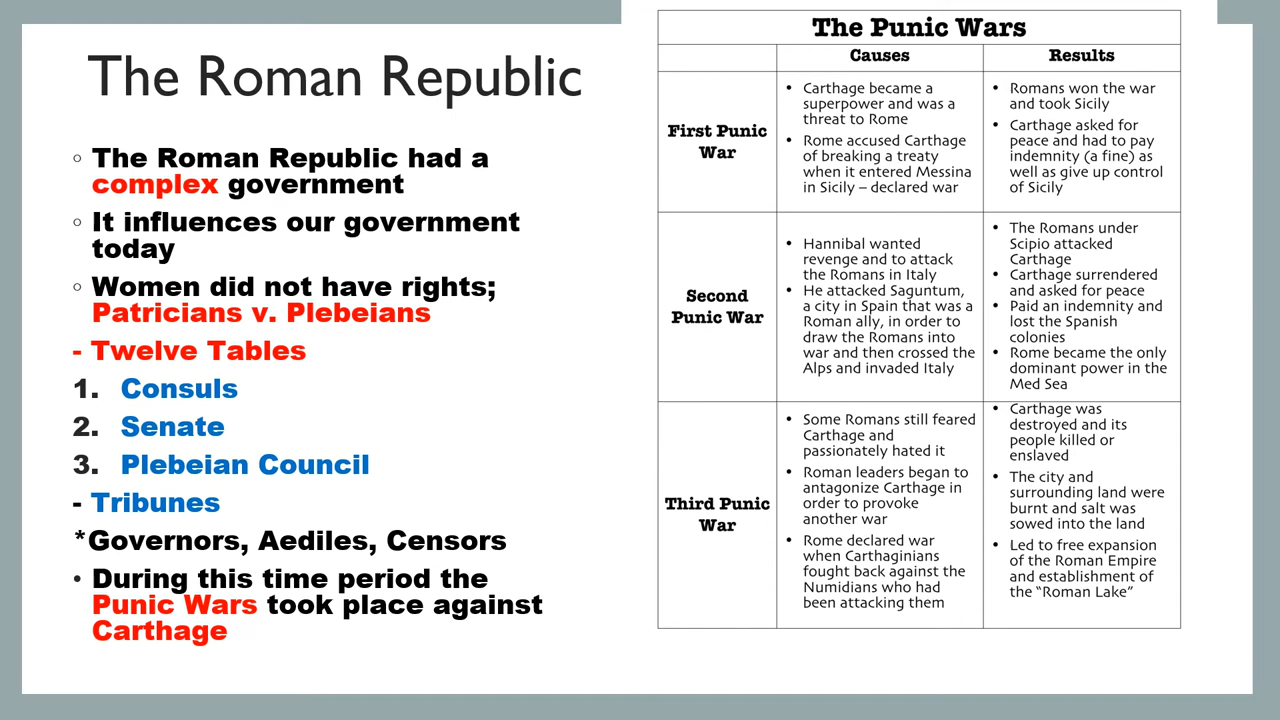 The Roman Republic
◦ The Roman Republic had a
complex government
◦ It influences our government
today
◦ Women did not have rights;
Patricians v. Plebeians
- Twelve Tables
1. Consuls
2. Senate
3. Plebeian Council
- Tribunes
*Governors, Aediles, Censors
• During this time period the
Punic Wars took place against
Carthage
The Punic Wars
Causes
Results
First Punic
War
• Carthage became a
superpower and was a
threat to Rome
• Rome accused Carthage
of breaking a treaty
when it entered Messina
in Sicily – declared war
• Romans won the war
and took Sicily
• Carthage asked for
peace and had to pay
indemnity (a fine) as
well as give up control
of Sicily
Second
Punic War
• Hannibal wanted
revenge and to attack
the Romans in Italy
• He attacked Saguntum,
a city in Spain that was a
Roman ally, in order to
draw the Romans into
war and then crossed the
Alps and invaded Italy
• The Romans under
Scipio attacked
Carthage
• Carthage surrendered
and asked for peace
• Paid an indemnity and
lost the Spanish
colonies
• Rome became the only
dominant power in the
Med Sea
Third Punic
War
• Some Romans still feared
Carthage and
passionately hated it
• Roman leaders began to
antagonize Carthage in
order to provoke
another war
• Rome declared war
when Carthaginians
fought back against the
Numidians who had
been attacking them
• Carthage was
destroyed and its
people killed or
enslaved
• The city and
surrounding land were
burnt and salt was
sowed into the land
• Led to free expansion
of the Roman Empire
and establishment of
the “Roman Lake”